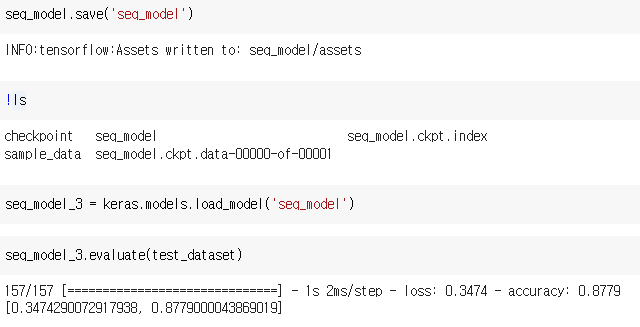 seq_model.save('seq_model')
INFO:tensorflow:Assets written to: seq_model/assets
!ls
checkpoint   seq_model                           seq_model.ckpt.index
sample_data  seq_model.ckpt.data-00000-of-00001
seq_model_3 = keras.models.load_model('seq_model')
seq_model_3.evaluate(test_dataset)
157/157 [==============================] - 1s 2ms/step - loss: 0.3474 - accuracy: 0.8779
[0.3474290072917938, 0.8779000043869019]